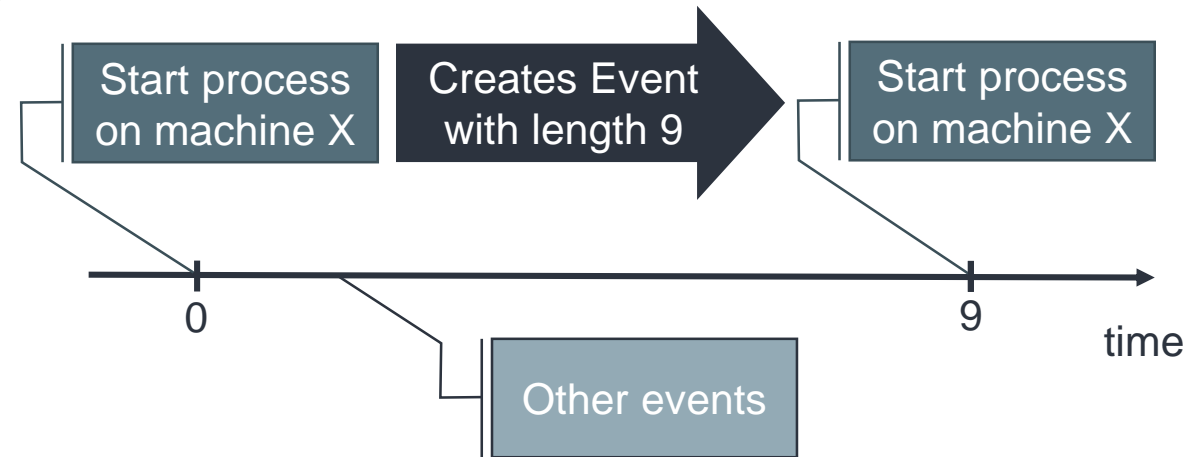 Start process
on machine X
Creates Event
with length 9
Start process
on machine X
0
9
time
Other events